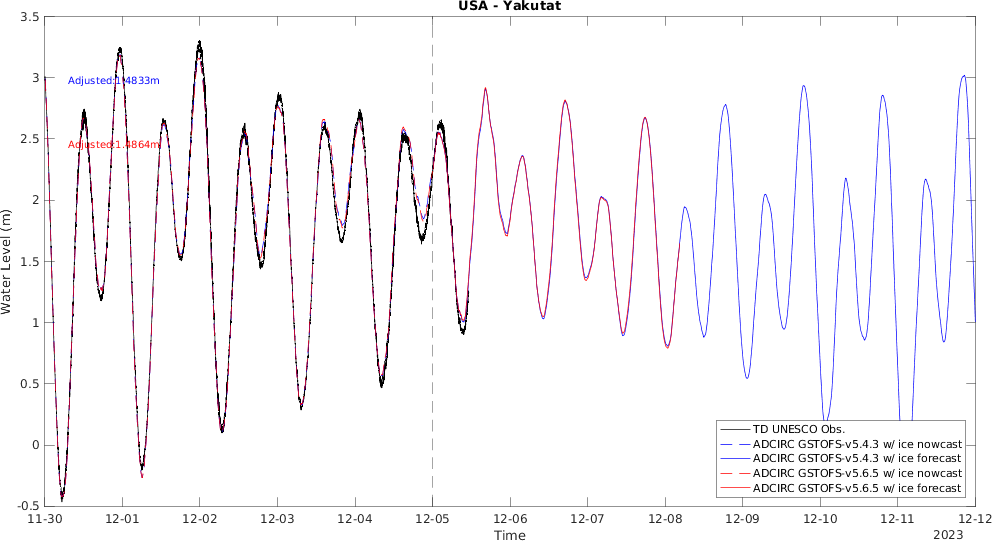 USA - Yakutat
3.5
3
2.5
2
1.5
1
0.5
0
-0.5
Water Level (m)
Adjusted:1.4833m
Adjusted:1.4864m
TD UNESCO Obs.
ADCIRC GSTOFS-v5.4.3 w/ ice nowcast
ADCIRC GSTOFS-v5.4.3 w/ ice forecast
ADCIRC GSTOFS-v5.6.5 w/ ice nowcast
ADCIRC GSTOFS-v5.6.5 w/ ice forecast
11-30 12-01 12-02 12-03 12-04 12-05 12-06 12-07 12-08 12-09 12-10 12-11 12-12
Time
2023